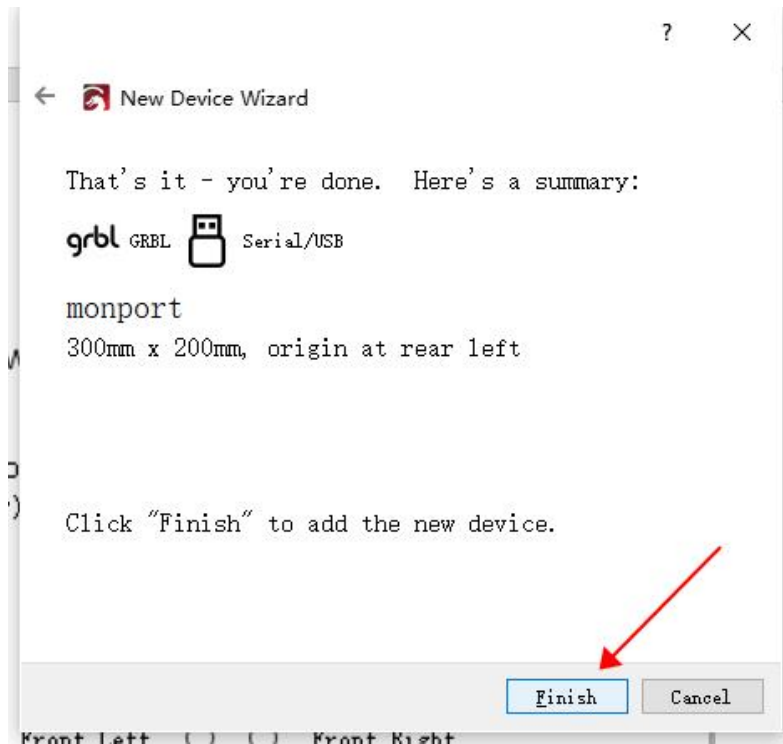 ?
New Device Wizard
That's it - you're done. Here's a summary:
grbl GRBL Serial/USB
monport
300mm x 200mm, origin at rear left
Click "Finish" to add the new device.
Finish Cancel
Front Left Front Right